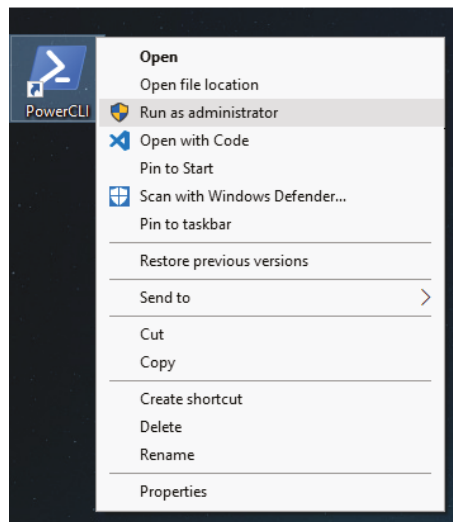 PowerCLI
Open
Open file location
Run as administrator
Open with Code
Pin to Start
Scan with Windows Defender...
Pin to taskbar
Restore previous versions
Send to
Cut
Copy
Create shortcut
Delete
Rename
Properties